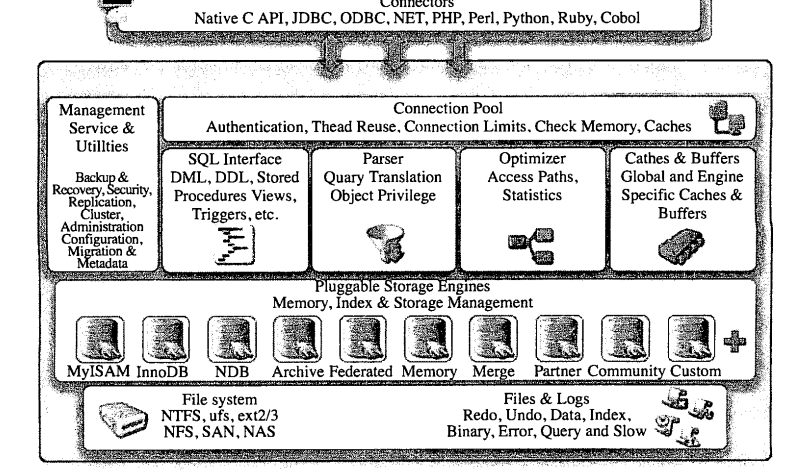 Connectors
Native C API, JDBC, ODBC, NET, PHP, Perl, Python, Ruby, Cobol
Management
Service &
Utillties
Backup &
Recovery, Security,
Replication,
Cluster,
Administration
Configuration,
Migration &
Metadata
Connection Pool
Authentication, Thead Reuse, Connection Limits, Check Memory, Caches
SQL Interface
DML, DDL, Stored
Procedures Views,
Triggers, etc.
Parser
Quary Translation
Object Privilege
Optimizer
Access Paths,
Statistics
Cathes & Buffers
Global and Engine
Specific Caches &
Buffers
Pluggable Storage Engines
Memory, Index & Storage Management
MyISAM InnoDB NDB Archive Federated Memory Merge Partner Community Custom
File system
NTFS, ufs, ext2/3
NFS, SAN, NAS
Files & Logs
Redo, Undo, Data, Index,
Binary, Error, Query and Slow